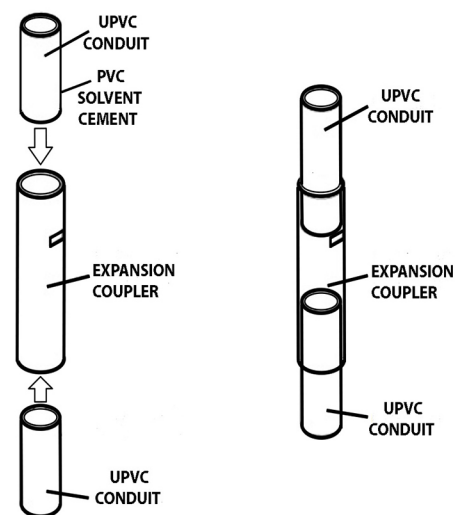 UPVC
CONDUIT
PVC
SOLVENT
CEMENT
EXPANSION
COUPLER
UPVC
CONDUIT
UPVC
CONDUIT
EXPANSION
COUPLER
UPVC
CONDUIT